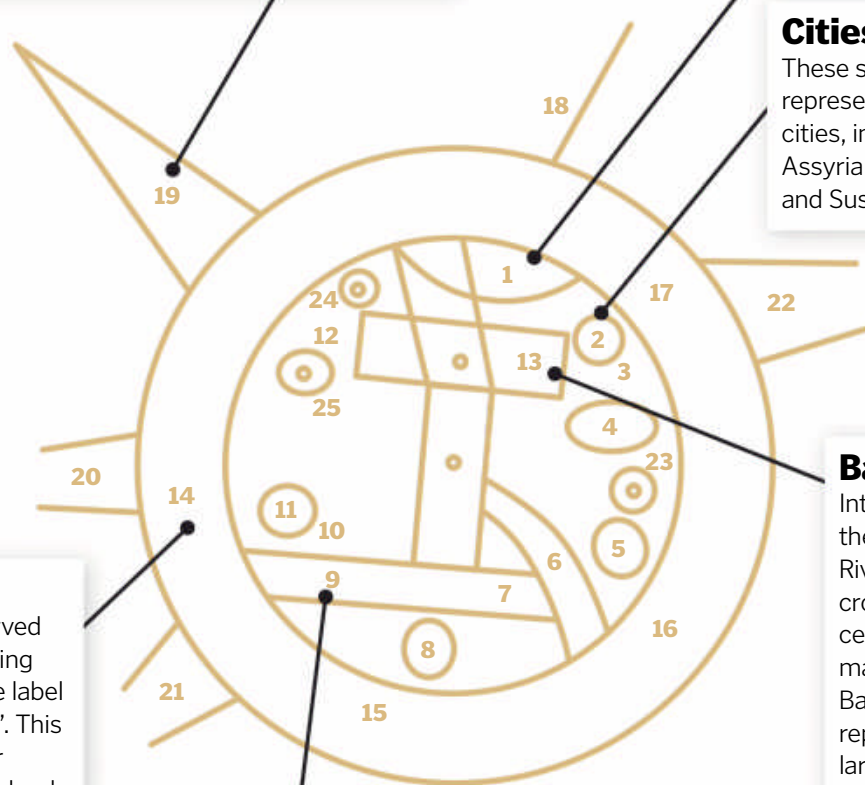 Cities
These s
represe
cities, in
Assyria
and Sus
18
19
1
17
24
22
2
12
13
3
25
4
23
20
14
11
10
5
6
9
7
16
8
21
15
ved
ing
e label
”. This
r
Ba
Int
the
Riv
cro
ce
ma
Ba
rep
lar